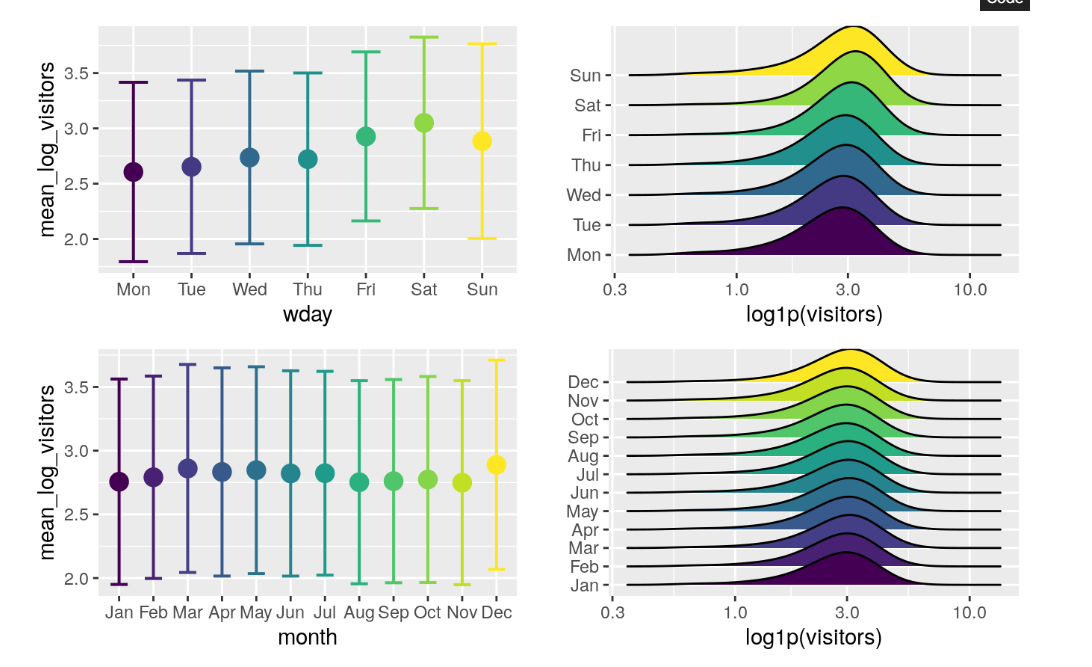 Code
mean_log_visitors
3.5
3.0
2.5
2.0
Mon Tue Wed Thu Fri Sat Sun
wday
Sun
Sat
Fri
Thu
Wed
Tue
Mon
0.3 1.0 3.0 10.0
log1p(visitors)
mean_log_visitors
3.5
3.0
2.5
2.0
Jan Feb Mar Apr May Jun Jul Aug Sep Oct Nov Dec
month
Dec
Nov
Oct
Sep
Aug
Jul
Jun
May
Apr
Mar
Feb
Jan
0.3 1.0 3.0 10.0
log1p(visitors)